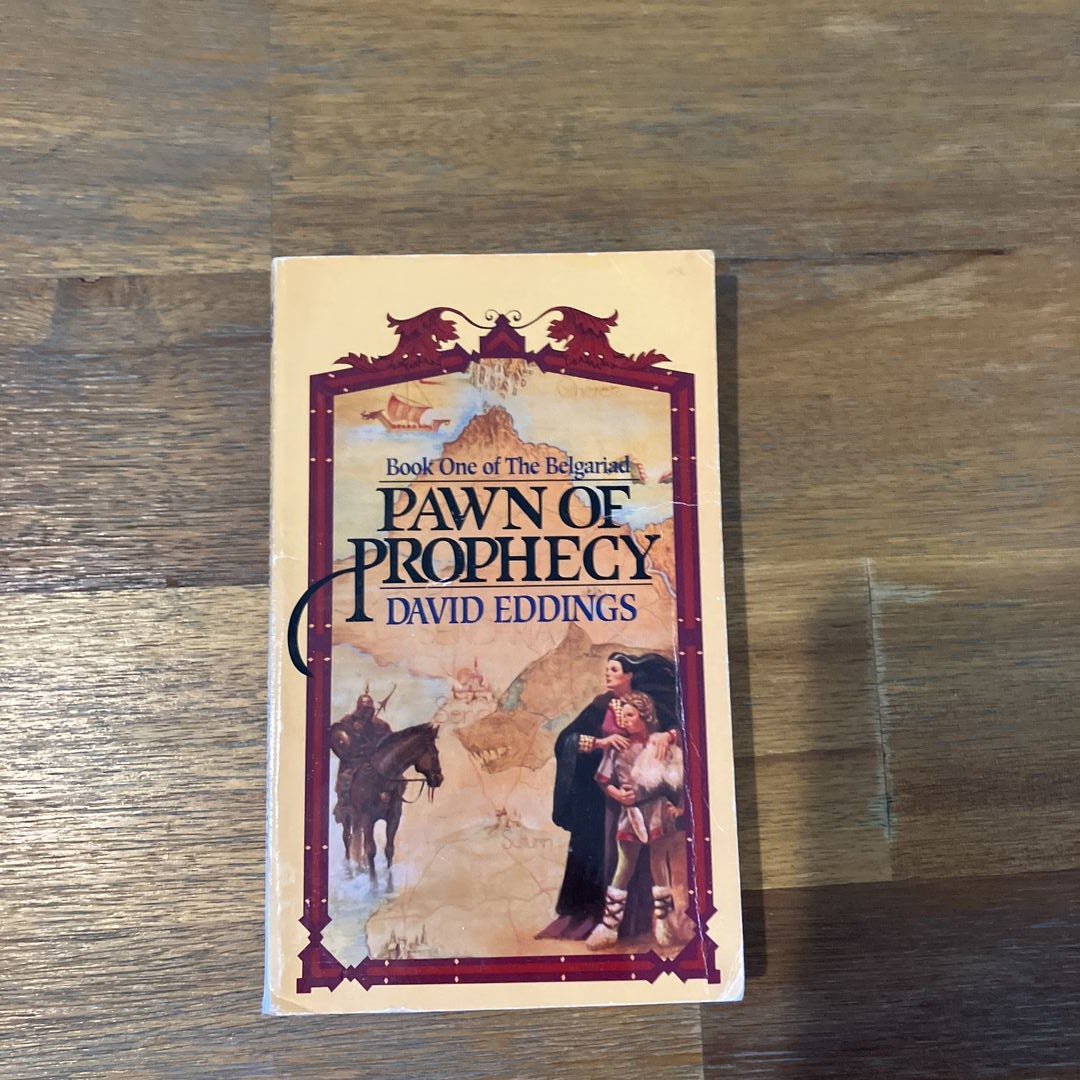 Book One of The Belgariad
PAWN OF
PROPHECY
DAVID EDDINGS